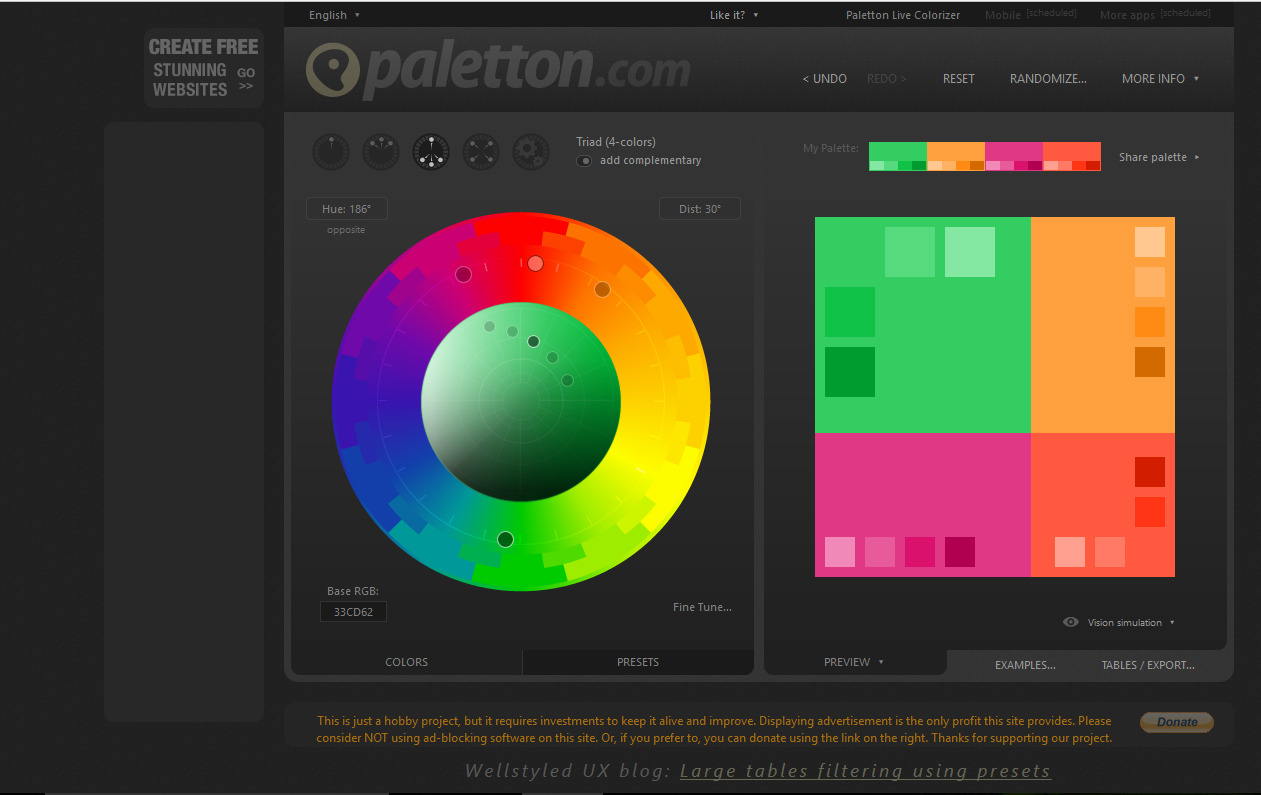 English ▾
Like it? ▾
Paletton Live Colorizer
Mobile [scheduled]
More apps [scheduled]
CREATE FREE
STUNNING
WEBSITES
GO
>>
paletton.com
< UNDO
REDO >
RESET
RANDOMIZE...
MORE INFO ▾
Triad (4-colors)
add complementary
My Palette:
Share palette ▸
Hue: 186°
opposite
Dist: 30°
Base RGB:
33CD62
Fine Tune...
Vision simulation ▾
COLORS
PRESETS
PREVIEW ▾
EXAMPLES...
TABLES / EXPORT...
This is just a hobby project, but it requires investments to keep it alive and improve. Displaying advertisement is the only profit this site provides. Please
consider NOT using ad-blocking software on this site. Or, if you prefer to, you can donate using the link on the right. Thanks for supporting our project.
Donate
Wellstyled UX blog: Large tables filtering using presets